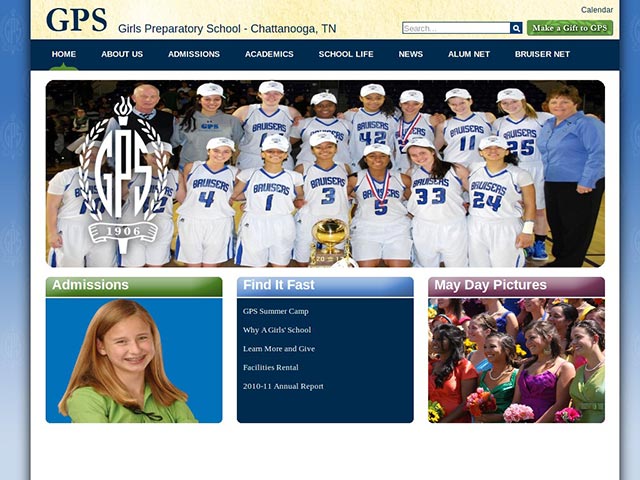 Calendar
GPS Girls Preparatory School - Chattanooga, TN
Search... Make a Gift to GPS
HOME ABOUT US ADMISSIONS ACADEMICS SCHOOL LIFE NEWS ALUM NET BRUISER NET
GPS
BRUISERS 42 11 25
BRUISERS BRUISERS BRUISERS BRUISERS BRUISERS
4 1 3 5 33 24
GPS
1906
Admissions
Find It Fast
GPS Summer Camp
Why A Girls' School
Learn More and Give
Facilities Rental
2010-11 Annual Report
May Day Pictures